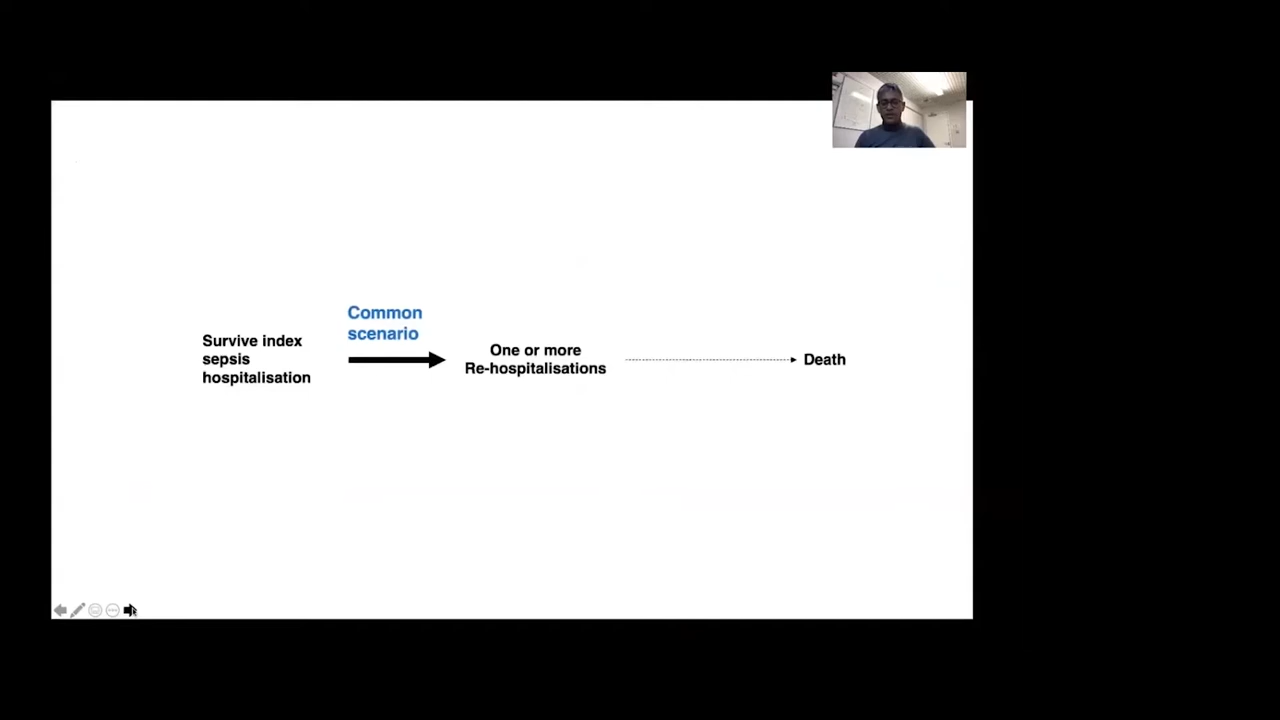 Common
scenario
Survive index
sepsis
hospitalisation
One or more
Re-hospitalisations
Death